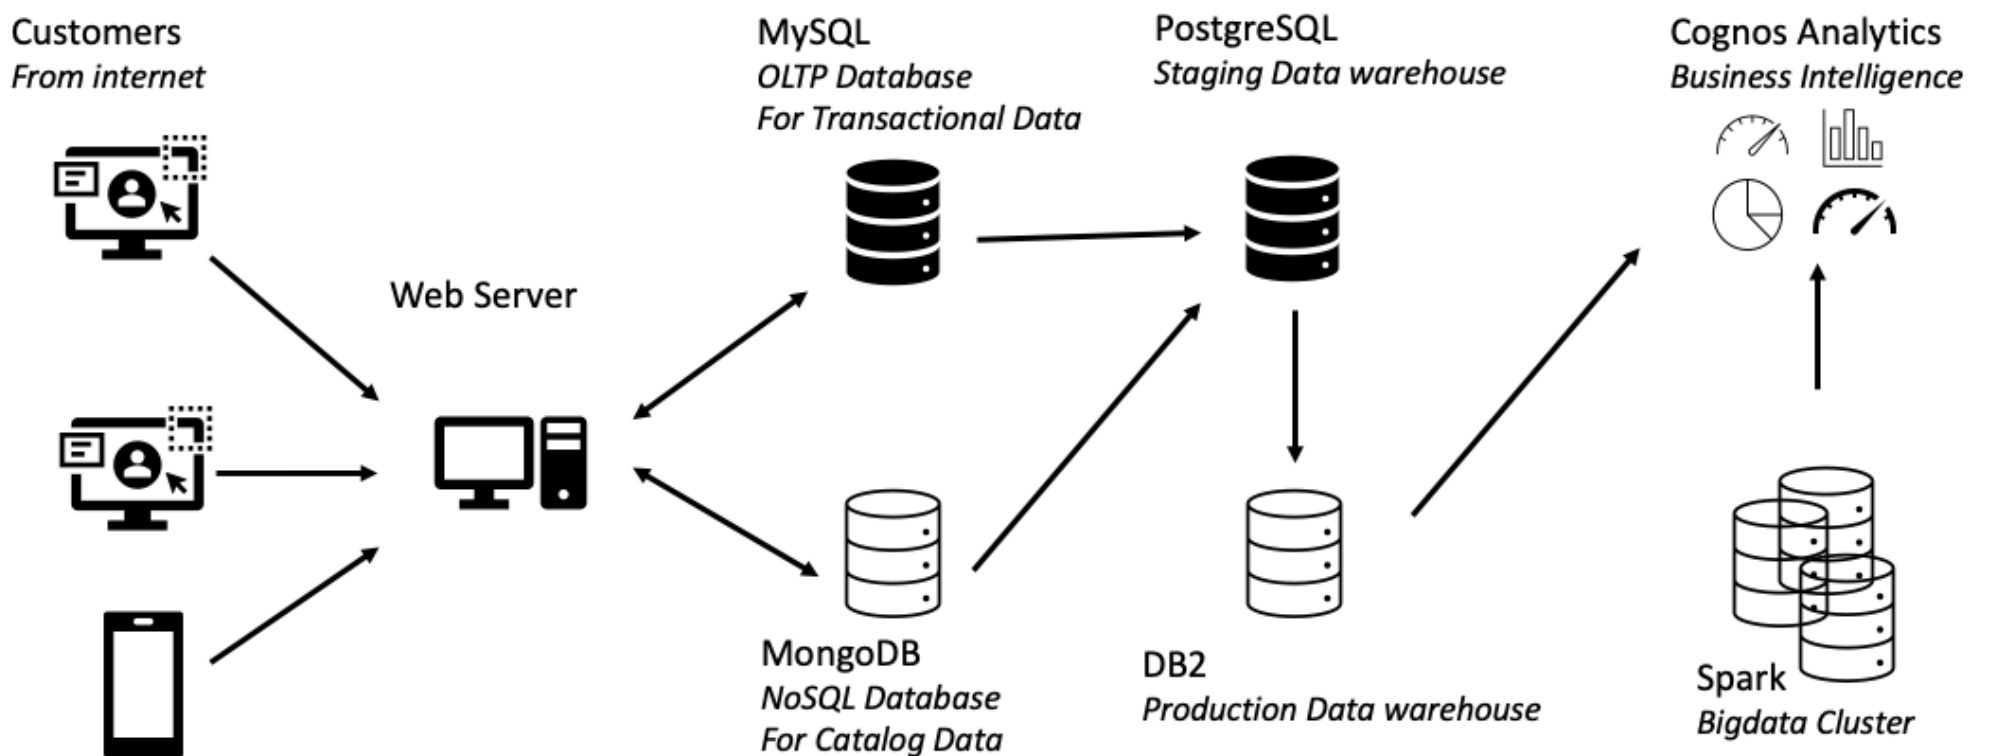 Customers
From internet
Web Server
MySQL
OLTP Database
For Transactional Data
MongoDB
NoSQL Database
For Catalog Data
PostgreSQL
Staging Data warehouse
DB2
Production Data warehouse
Cognos Analytics
Business Intelligence
Spark
Bigdata Cluster